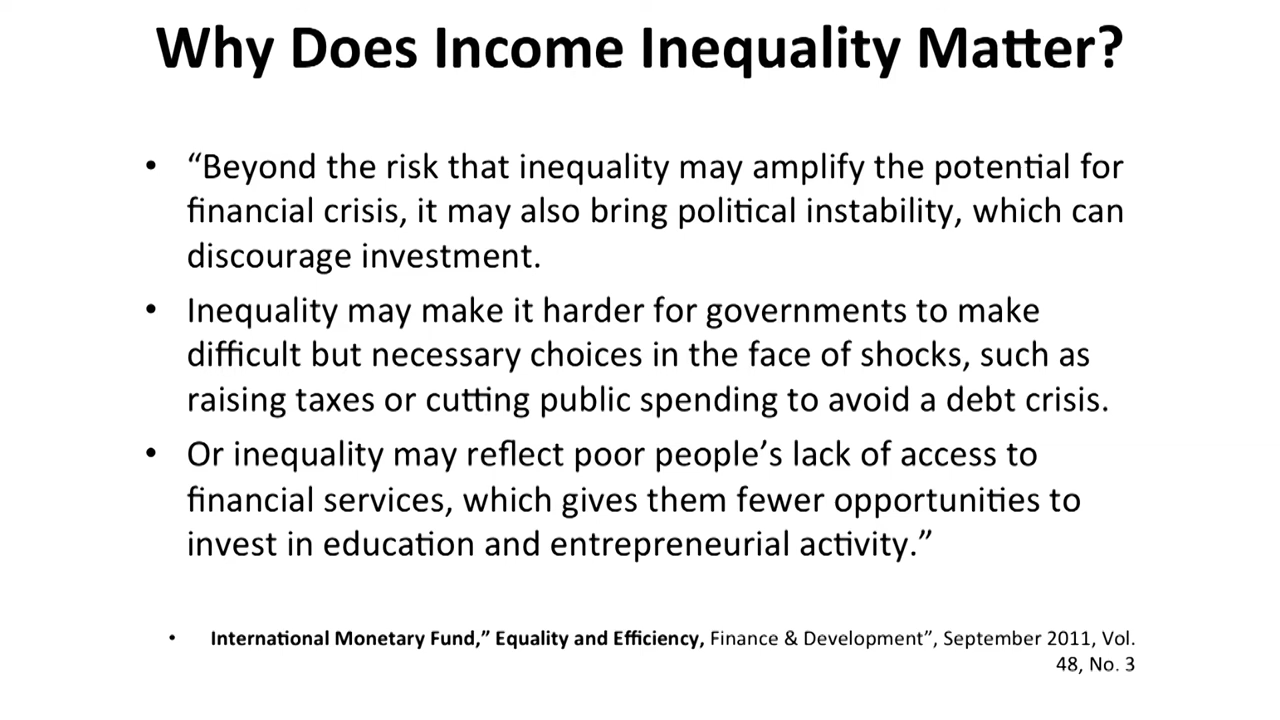 Why Does Income Inequality Matter?
• “Beyond the risk that inequality may amplify the potential for
financial crisis, it may also bring political instability, which can
discourage investment.
• Inequality may make it harder for governments to make
difficult but necessary choices in the face of shocks, such as
raising taxes or cutting public spending to avoid a debt crisis.
• Or inequality may reflect poor people’s lack of access to
financial services, which gives them fewer opportunities to
invest in education and entrepreneurial activity.”
• International Monetary Fund,” Equality and Efficiency, Finance & Development”, September 2011, Vol.
48, No. 3